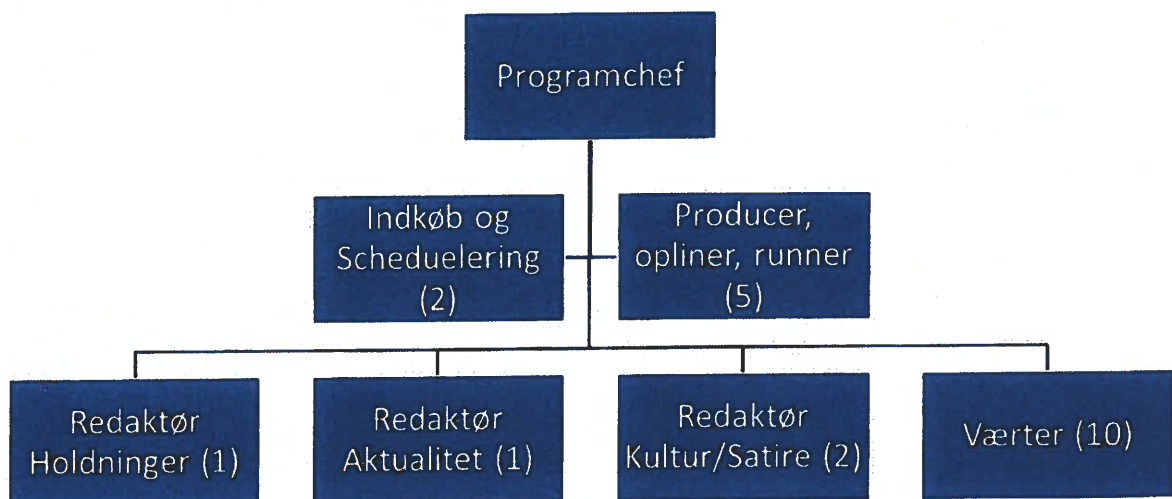 Programchef
Indkøb og
Scheduelering
(2)
Producer,
opliner, runner
(5)
Redaktør
Holdninger (1)
Redaktør
Aktualitet (1)
Redaktør
Kultur/Satire (2)
Værter (10)